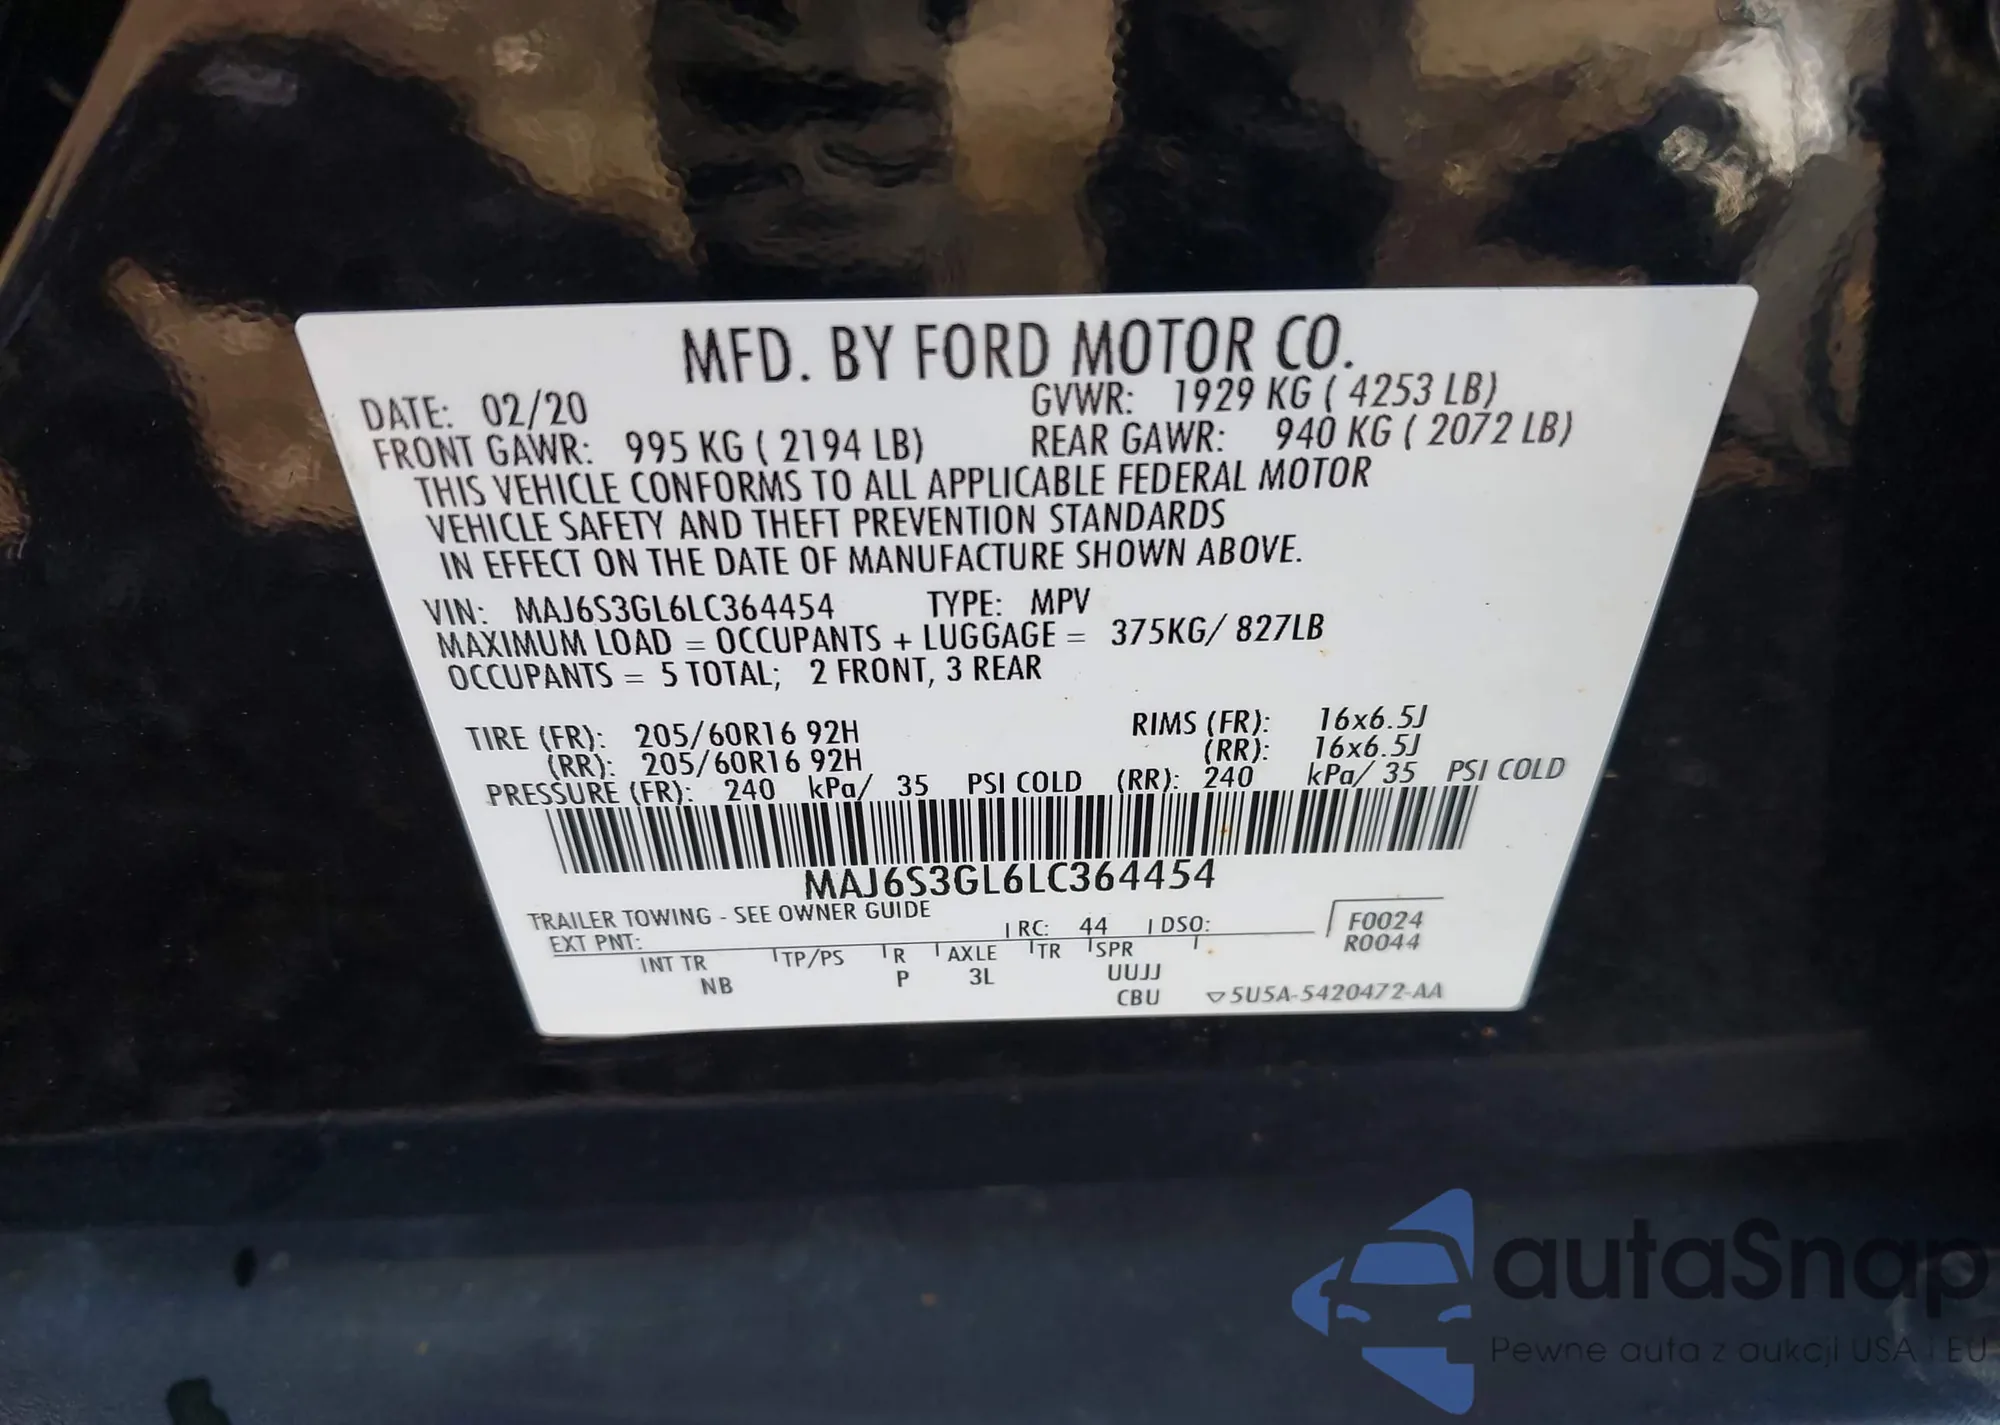 MFD. BY FORD MOTOR CO.
DATE: 02/20 GVWR: 1929 KG ( 4253 LB)
FRONT GAWR: 995 KG ( 2194 LB) REAR GAWR: 940 KG ( 2072 LB)
THIS VEHICLE CONFORMS TO ALL APPLICABLE FEDERAL MOTOR
VEHICLE SAFETY AND THEFT PREVENTION STANDARDS
IN EFFECT ON THE DATE OF MANUFACTURE SHOWN ABOVE.
VIN: MAJ6S3GL6LC364454 TYPE: MPV
MAXIMUM LOAD = OCCUPANTS + LUGGAGE = 375KG/ 827LB
OCCUPANTS = 5 TOTAL; 2 FRONT, 3 REAR
TIRE (FR): 205/60R16 92H RIMS (FR): 16x6.5J
(RR): 205/60R16 92H (RR): 16x6.5J
PRESSURE (FR): 240 kPa/ 35 PSI COLD (RR): 240 kPa/ 35 PSI COLD
MAJ6S3GL6LC364454
TRAILER TOWING - SEE OWNER GUIDE
EXT PNT: RC: 44 DSO: F0024
R0044
INT TR TP/PS R AXLE TR SPR
NB P 3L UUJJ
CBU ▽5U5A-5420472-AA
autaSnap
Pewne auta z aukcji USA i EU